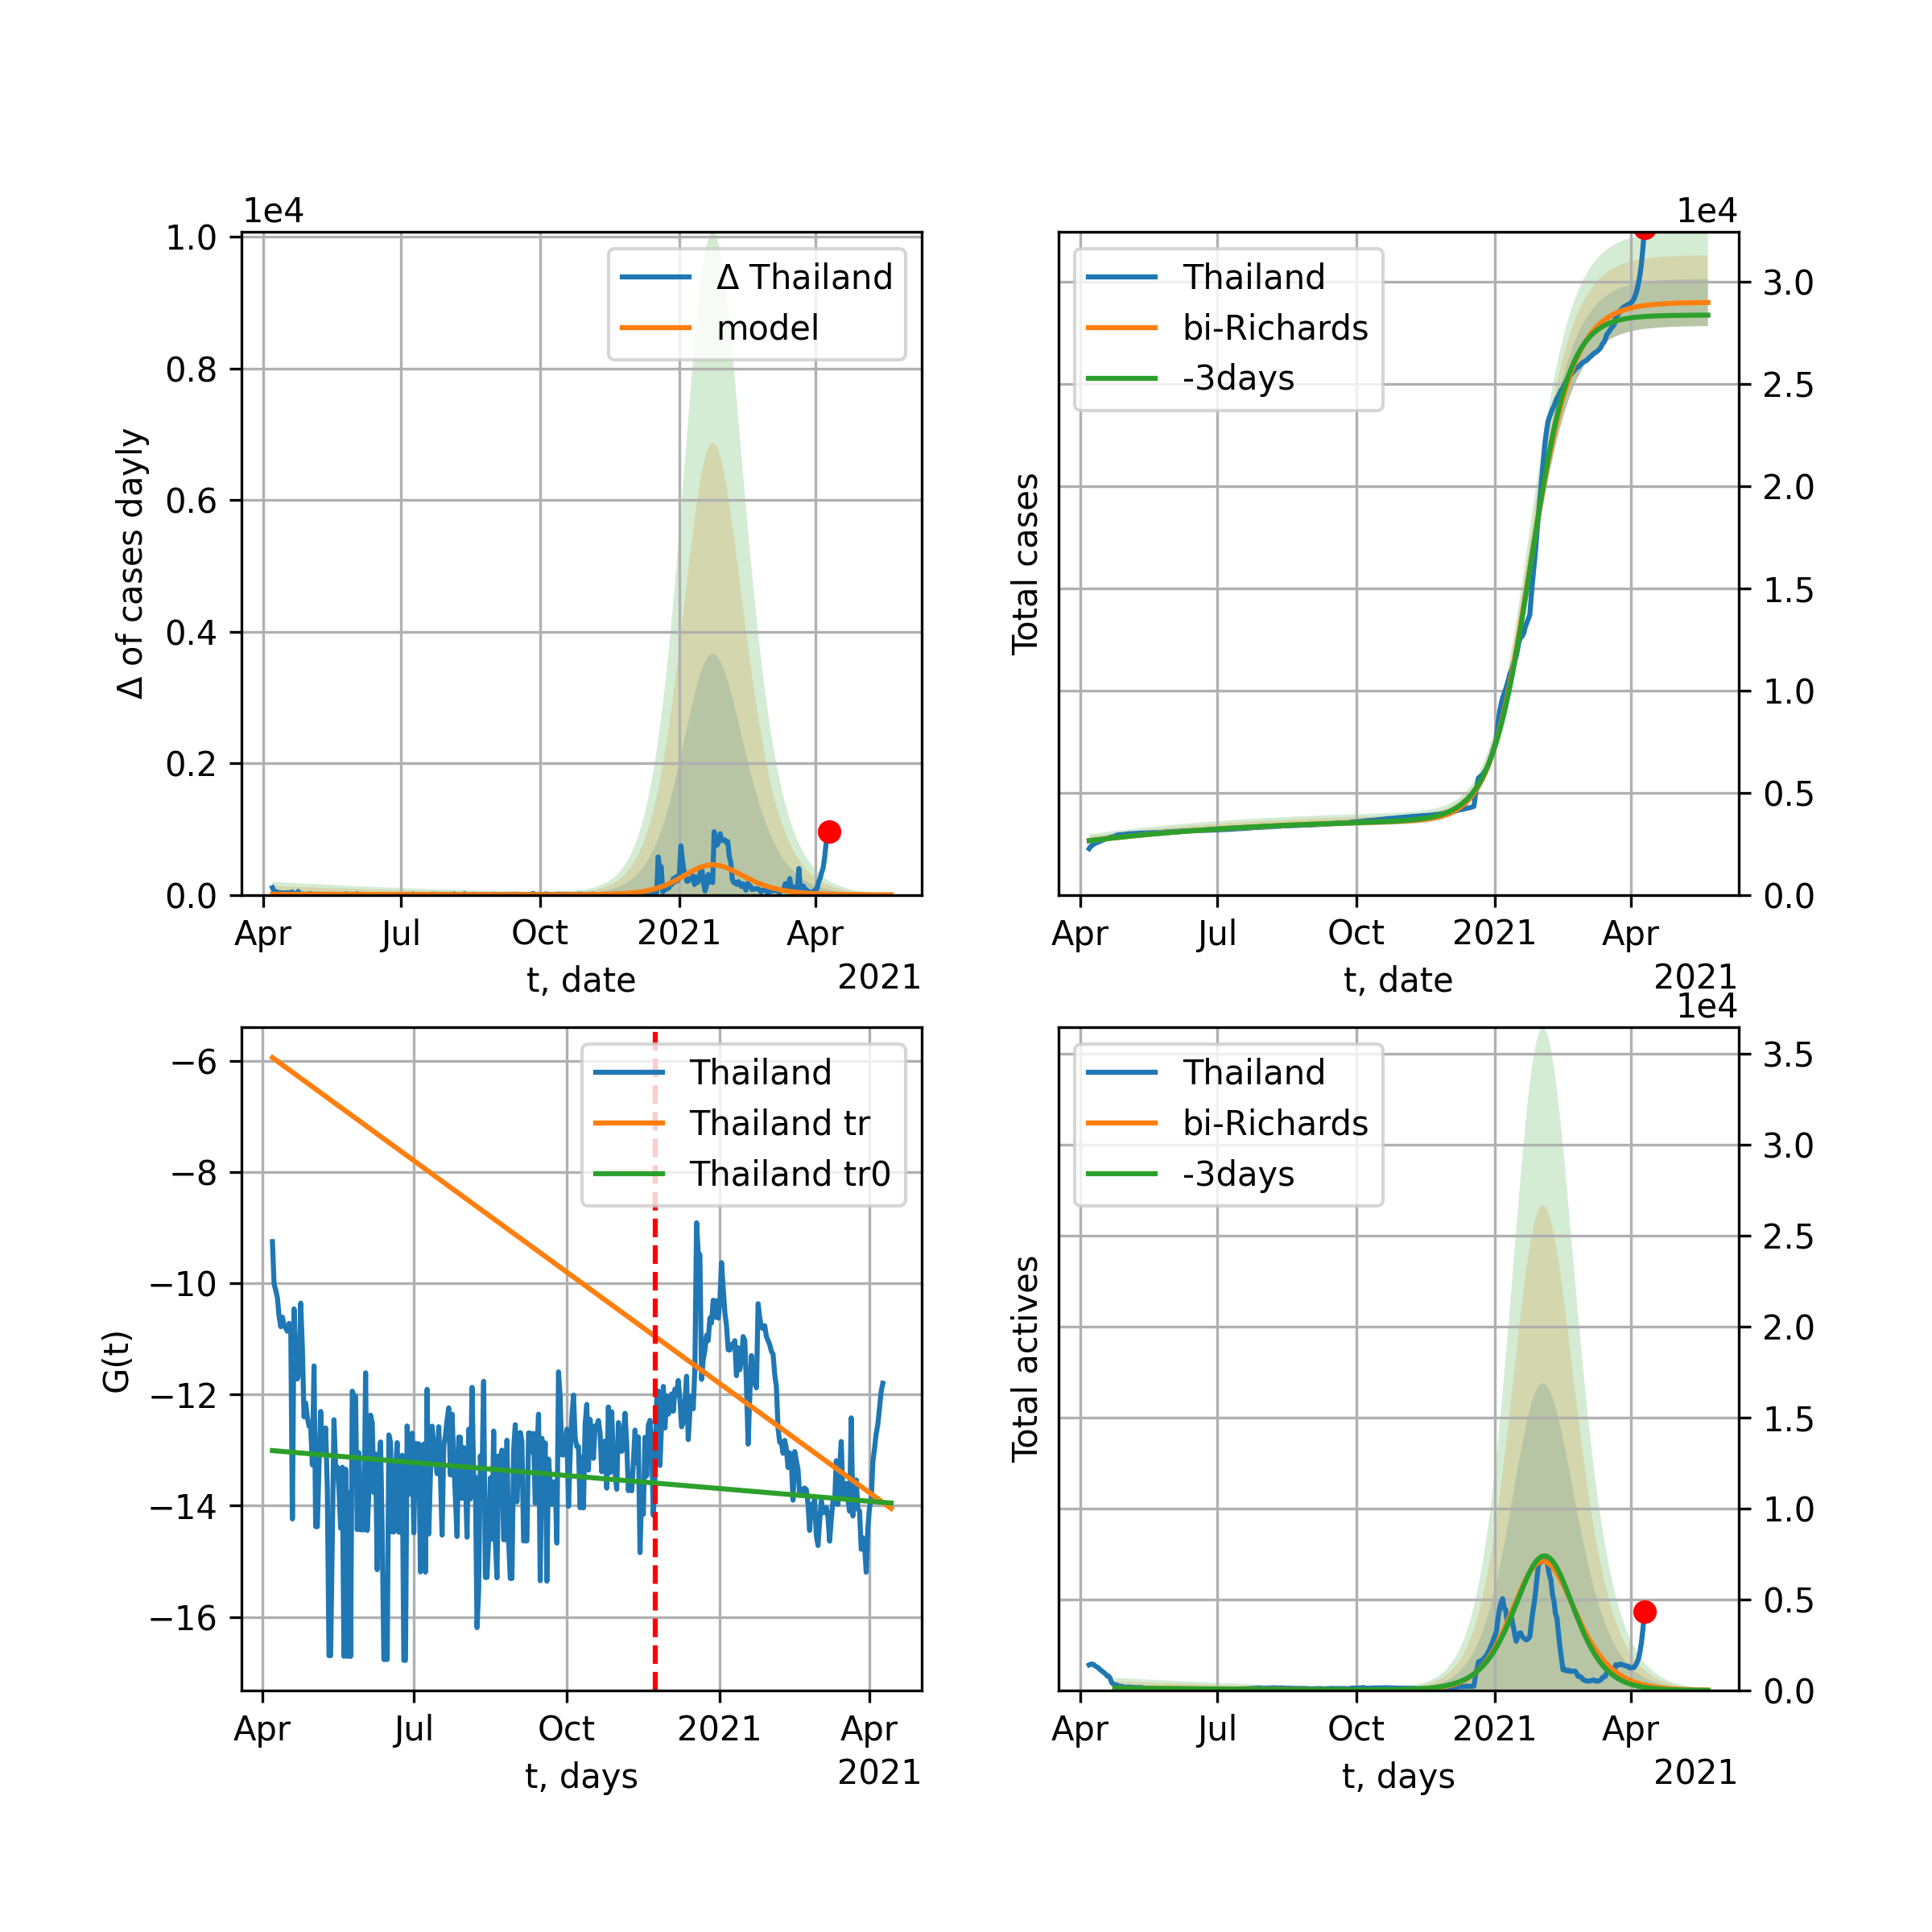 1e4
Δ of cases dayly
1.0
0.8
0.6
0.4
0.2
0.0
Δ Thailand
model
Apr
Jul
Oct
2021
Apr
t, date
2021
1e4
Total cases
Thailand
bi-Richards
-3days
3.0
2.5
2.0
1.5
1.0
0.5
0.0
Apr
Jul
Oct
2021
Apr
t, date
2021
G(t)
−6
−8
−10
−12
−14
−16
Thailand
Thailand tr
Thailand tr0
Apr
Jul
Oct
2021
Apr
t, days
2021
1e4
Total actives
Thailand
bi-Richards
-3days
3.5
3.0
2.5
2.0
1.5
1.0
0.5
0.0
Apr
Jul
Oct
2021
Apr
t, days
2021